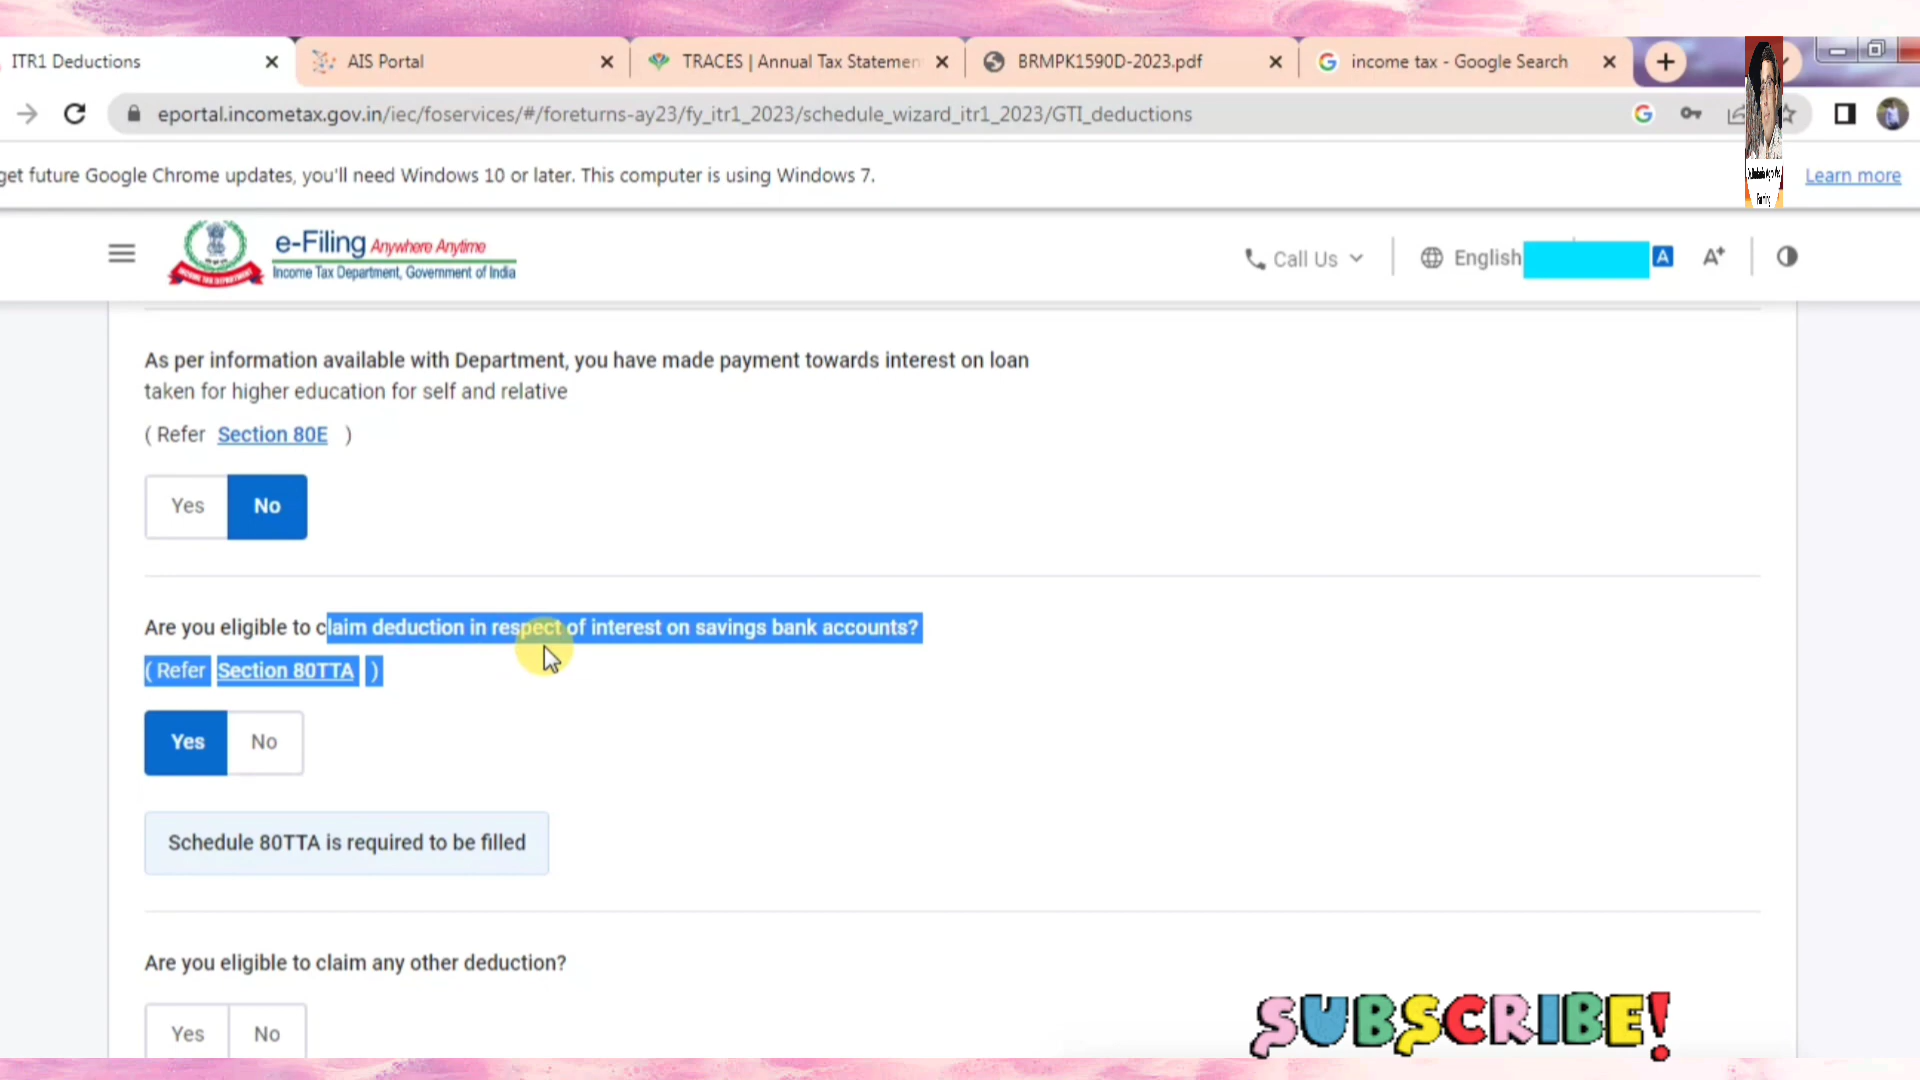 ITR1 Deductions
AIS Portal
TRACES | Annual Tax Statemen
BRMPK1590D-2023.pdf
income tax - Google Search
eportal.incometax.gov.in/iec/foservices/#/foreturns-ay23/fy_itr1_2023/schedule_wizard_itr1_2023/GTI_deductions
get future Google Chrome updates, you'll need Windows 10 or later. This computer is using Windows 7.
Learn more
Farming
e-Filing Anywhere Anytime
Income Tax Department, Government of India
INCOME TAX DEPARTMENT
Call Us
English
A
A+
As per information available with Department, you have made payment towards interest on loan
taken for higher education for self and relative
( Refer Section 80E )
Yes No
Are you eligible to claim deduction in respect of interest on savings bank accounts?
( Refer Section 80TTA )
Yes No
Schedule 80TTA is required to be filled
Are you eligible to claim any other deduction?
Yes No
SUBSCRIBE!